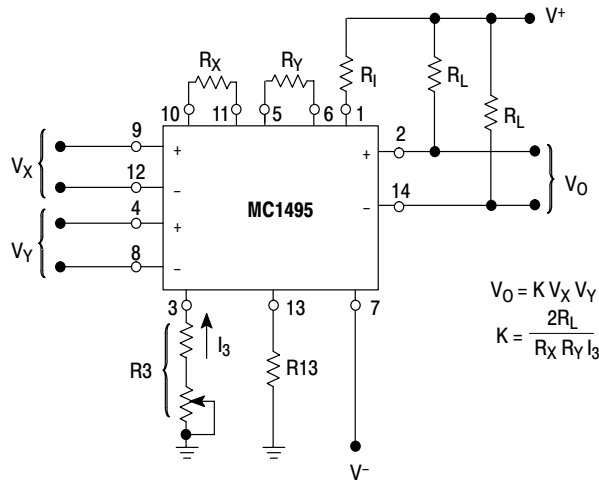 V+
RX
RY
RI
RL
RL
10
11
5
6
1
9
+
2
+
VX
12
−
MC1495
14
−
VO
4
+
VY
8
−
3
13
7
I3
R3
R13
V−
VO = K VX VY
K = 2RL
RX RY I3